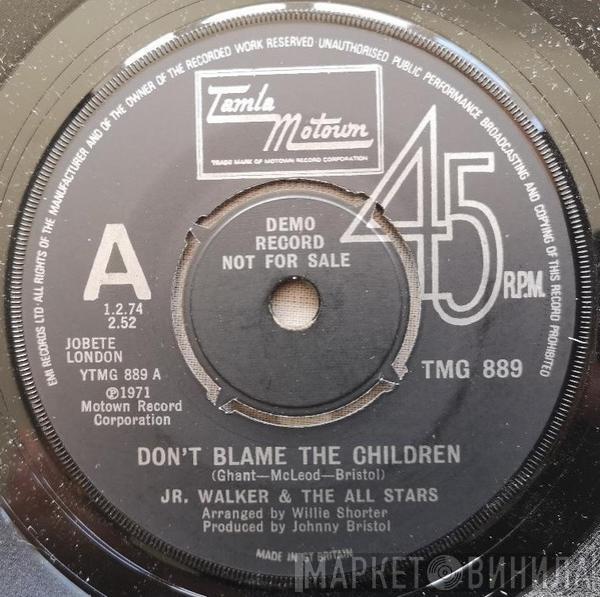 EMI RECORDS LTD·ALL RIGHTS OF THE MANUFACTURER AND OF THE OWNER OF THE RECORDED WORK RESERVED·UNAUTHORISED PUBLIC PERFORMANCE BROADCASTING AND COPYING OF THIS RECORD PROHIBITED
Tamla
Motown
TRADE MARK OF MOTOWN RECORD CORPORATION
45
R.P.M.
DEMO
RECORD
NOT FOR SALE
A
1.2.74
2.52
JOBETE
LONDON
YTMG 889 A
℗1971
Motown Record
Corporation
TMG 889
DON'T BLAME THE CHILDREN
(Ghant—McLeod—Bristol)
JR. WALKER & THE ALL STARS
Arranged by Willie Shorter
Produced by Johnny Bristol
MADE IN GT BRITAIN
МАРКЕТ ВИНИЛА